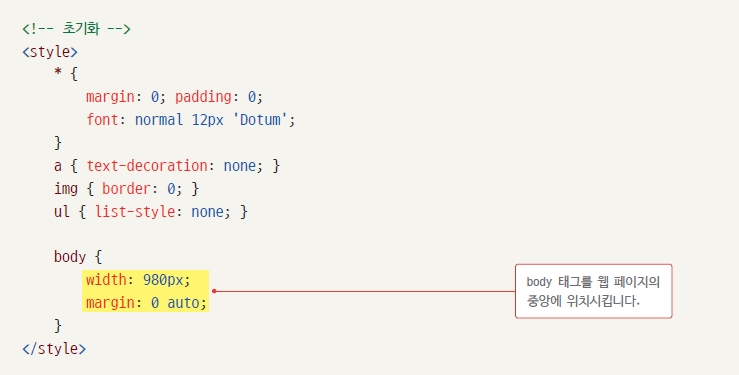 <!-- 초기화 -->
<style>
    * {
        margin: 0; padding: 0;
        font: normal 12px 'Dotum';
    }
    a { text-decoration: none; }
    img { border: 0; }
    ul { list-style: none; }

    body {
        width: 980px;
        margin: 0 auto;
    }
</style>
body 태그를 웹 페이지의
중앙에 위치시킵니다.